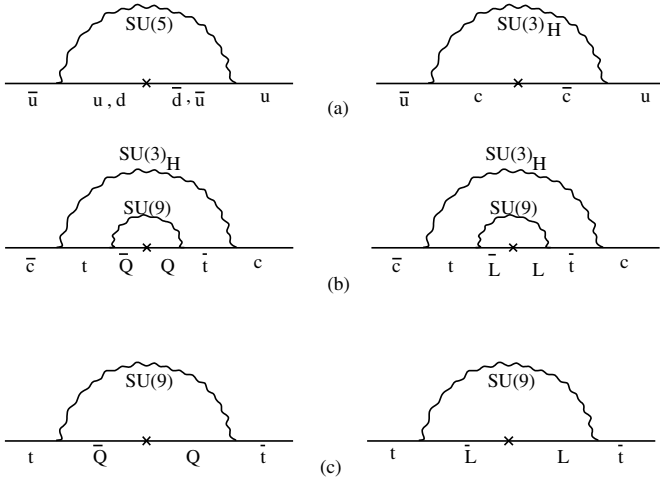 SU(5) SU(3)H
ū u , d d̄ , ū u ū c c̄ u
(a)
SU(3)H SU(3)H
SU(9) SU(9)
c̄ t Q̄ Q t̄ c c̄ t L̄ L t̄ c
(b)
SU(9) SU(9)
t Q̄ Q t̄ t L̄ L t̄
(c)